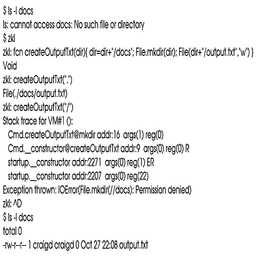 $ ls -l docs
ls: cannot access docs: No such file or directory
$ zkl
zkl: fcn createOutputTxt(dir){ dir=dir+"/docs"; File.mkdir(dir); File(dir+"/output.txt","w") }
Void
zkl: createOutputTxt(".")
File(./docs/output.txt)
zkl: createOutputTxt("/")
Stack trace for VM#1 ():
Cmd.createOutputTxt@mkdir addr:16 args(1) reg(0)
Cmd.__constructor@createOutputTxt addr:9 args(0) reg(0) R
startup.__constructor addr:2271 args(0) reg(1) ER
startup.__constructor addr:2207 args(0) reg(22)
Exception thrown: IOError(File.mkdir(//docs): Permission denied)
zkl: ^D
$ ls -l docs
total 0
-rw-r--r-- 1 craigd craigd 0 Oct 27 22:08 output.txt